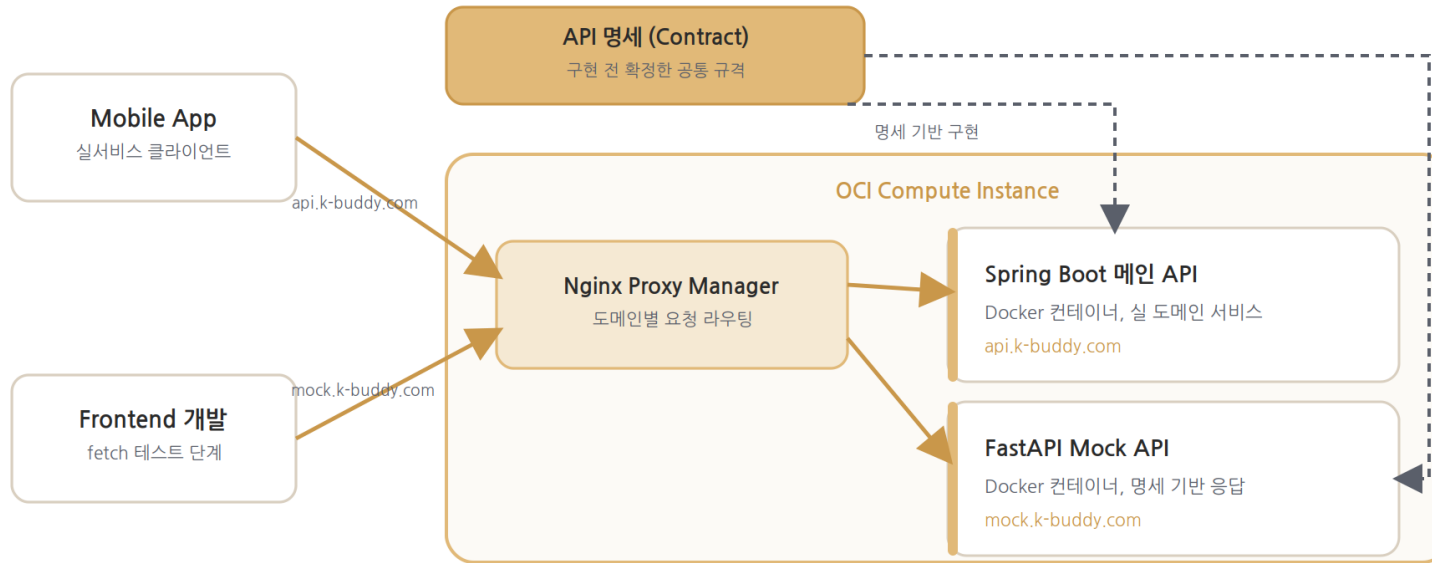 API 명세 (Contract)
구현 전 확정한 공통 규격
Mobile App
실서비스 클라이언트
명세 기반 구현
OCI Compute Instance
api.k-buddy.com
Nginx Proxy Manager
도메인별 요청 라우팅
Spring Boot 메인 API
Docker 컨테이너, 실 도메인 서비스
api.k-buddy.com
mock.k-buddy.com
Frontend 개발
fetch 테스트 단계
FastAPI Mock API
Docker 컨테이너, 명세 기반 응답
mock.k-buddy.com